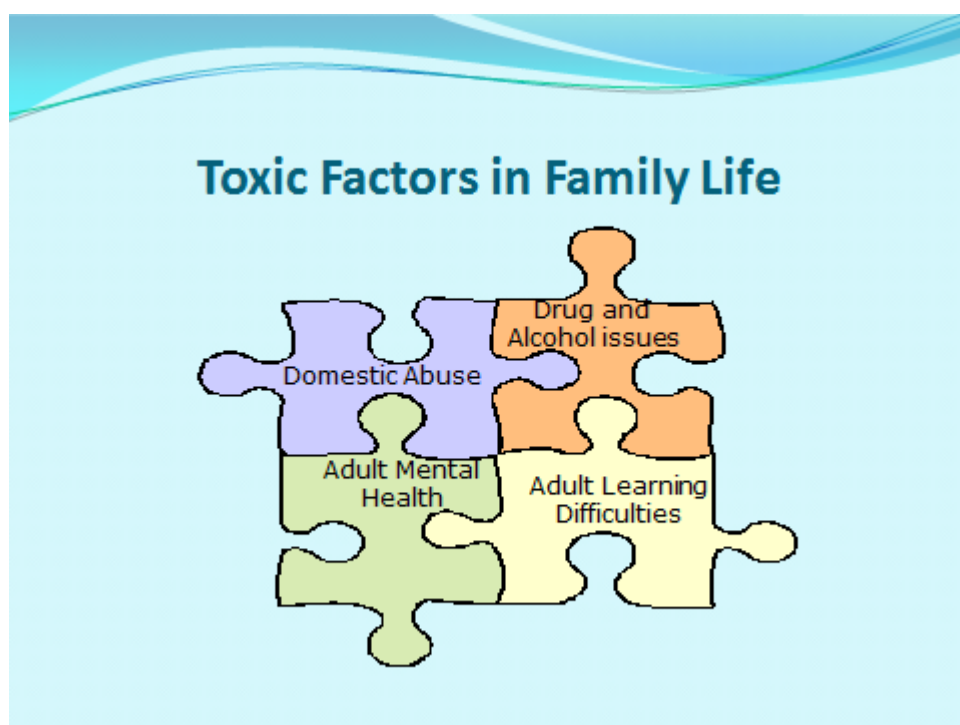 Toxic Factors in Family Life
Drug and
Alcohol issues
Domestic Abuse
Adult Mental
Health
Adult Learning
Difficulties